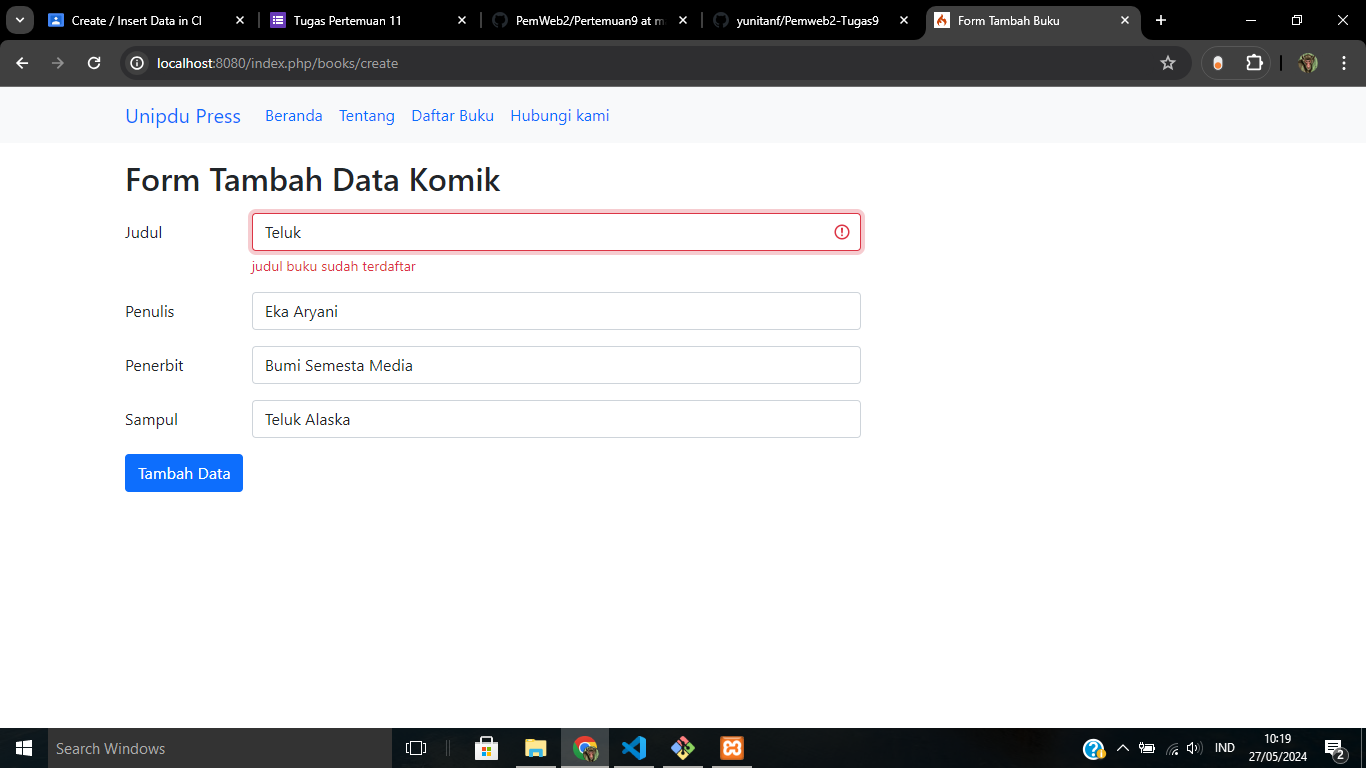 Create / Insert Data in CI
Tugas Pertemuan 11
PemWeb2/Pertemuan9 at m
yunitanf/Pemweb2-Tugas9
Form Tambah Buku
localhost:8080/index.php/books/create
Unipdu Press Beranda Tentang Daftar Buku Hubungi kami
Form Tambah Data Komik
Judul Teluk
judul buku sudah terdaftar
Penulis Eka Aryani
Penerbit Bumi Semesta Media
Sampul Teluk Alaska
Tambah Data
Search Windows
IND
10:19
27/05/2024
2